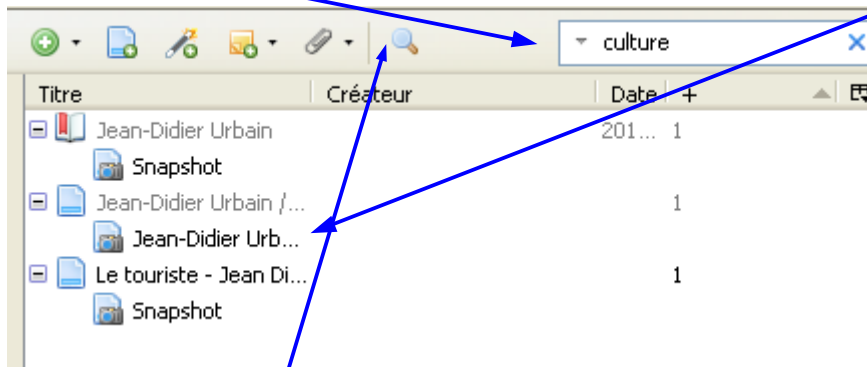 culture
Titre Créateur Date +
Jean-Didier Urbain 201... 1
Snapshot
Jean-Didier Urbain /... 1
Jean-Didier Urb...
Le touriste - Jean Di... 1
Snapshot